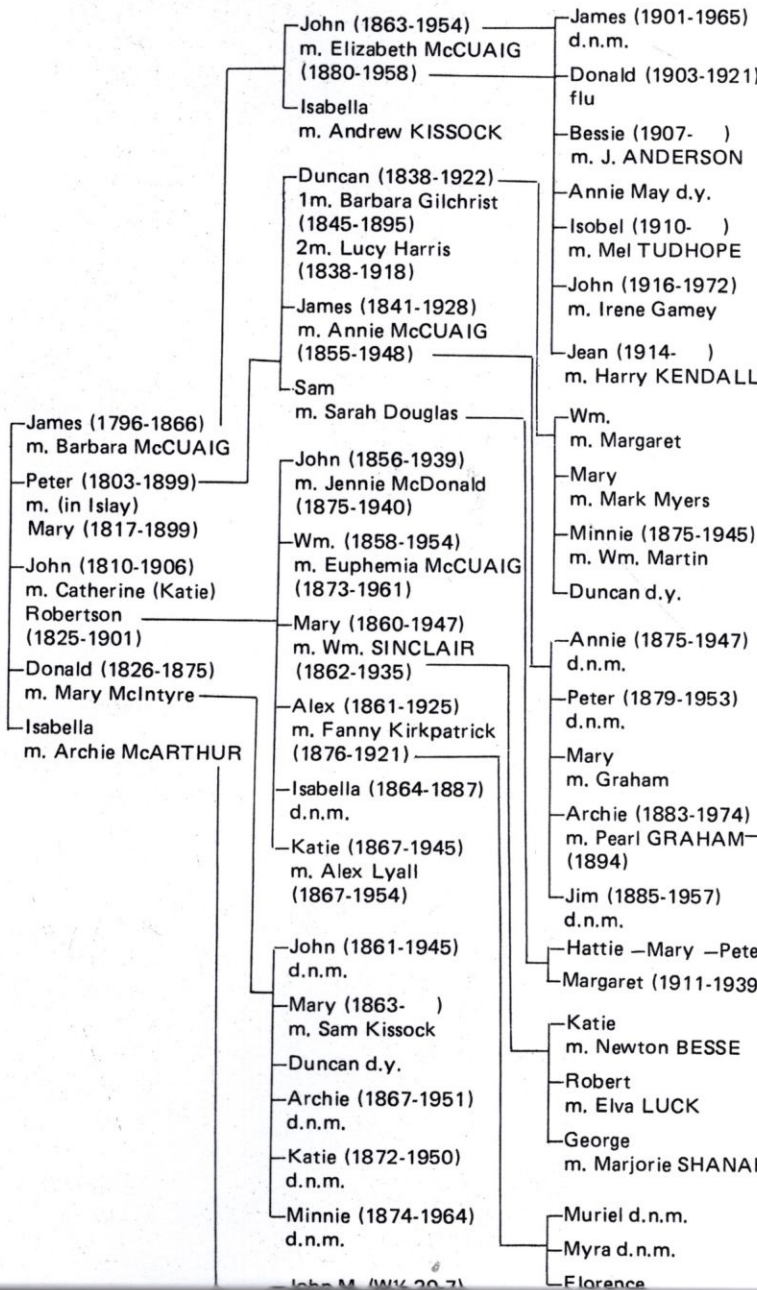 James (1796-1866)
m. Barbara McCUAIG
Peter (1803-1899)
m. (in Islay)
Mary (1817-1899)
John (1810-1906)
m. Catherine (Katie)
Robertson
(1825-1901)
Donald (1826-1875)
m. Mary McIntyre
Isabella
m. Archie McARTHUR
John (1863-1954)
m. Elizabeth McCUAIG
(1880-1958)
Isabella
m. Andrew KISSOCK
Duncan (1838-1922)
1m. Barbara Gilchrist
(1845-1895)
2m. Lucy Harris
(1838-1918)
James (1841-1928)
m. Annie McCUAIG
(1855-1948)
Sam
m. Sarah Douglas
John (1856-1939)
m. Jennie McDonald
(1875-1940)
Wm. (1858-1954)
m. Euphemia McCUAIG
(1873-1961)
Mary (1860-1947)
m. Wm. SINCLAIR
(1862-1935)
Alex (1861-1925)
m. Fanny Kirkpatrick
(1876-1921)
Isabella (1864-1887)
d.n.m.
Katie (1867-1945)
m. Alex Lyall
(1867-1954)
John (1861-1945)
d.n.m.
Mary (1863- )
m. Sam Kissock
Duncan d.y.
Archie (1867-1951)
d.n.m.
Katie (1872-1950)
d.n.m.
Minnie (1874-1964)
d.n.m.
John M. (W½ 20-7)
James (1901-1965)
d.n.m.
Donald (1903-1921)
flu
Bessie (1907- )
m. J. ANDERSON
Annie May d.y.
Isobel (1910- )
m. Mel TUDHOPE
John (1916-1972)
m. Irene Gamey
Jean (1914- )
m. Harry KENDALL
Wm.
m. Margaret
Mary
m. Mark Myers
Minnie (1875-1945)
m. Wm. Martin
Duncan d.y.
Annie (1875-1947)
d.n.m.
Peter (1879-1953)
d.n.m.
Mary
m. Graham
Archie (1883-1974)
m. Pearl GRAHAM
(1894)
Jim (1885-1957)
d.n.m.
Hattie —Mary —Pete
Margaret (1911-1939
Katie
m. Newton BESSE
Robert
m. Elva LUCK
George
m. Marjorie
Muriel d.n.m.
Myra d.n.m.
Florence